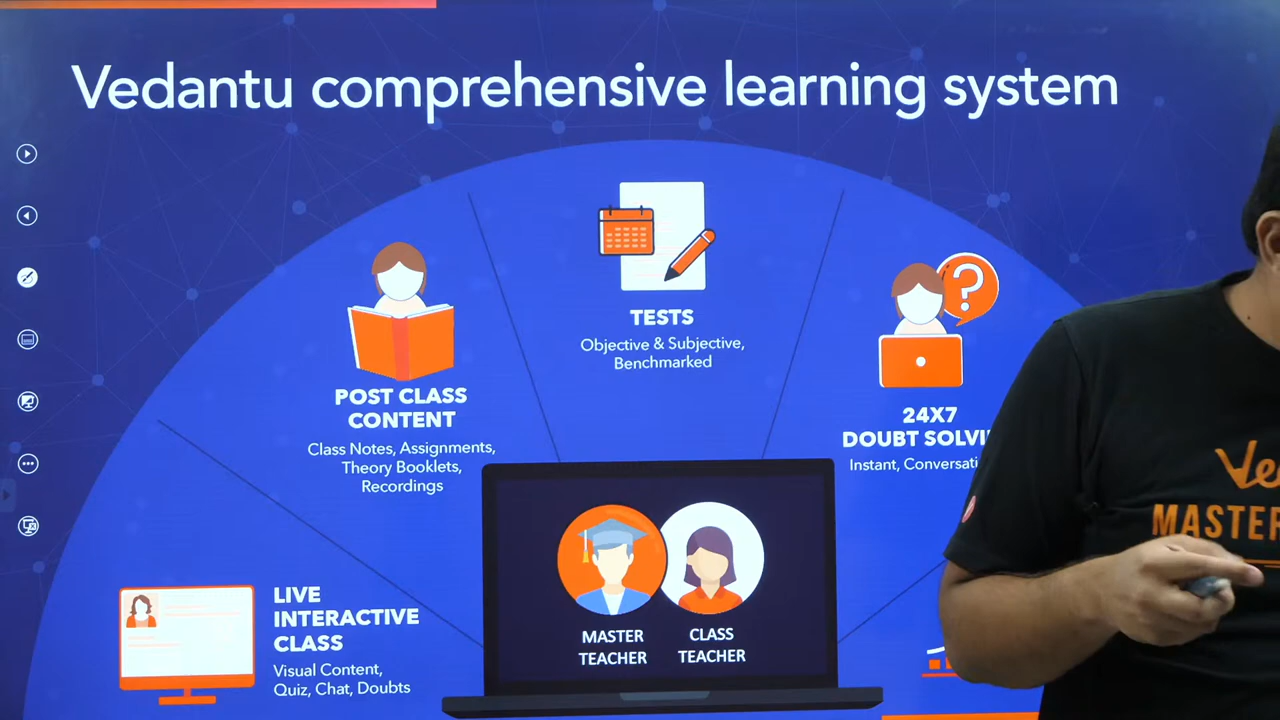 Vedantu comprehensive learning system
TESTS
Objective & Subjective,
Benchmarked
POST CLASS
CONTENT
Class Notes, Assignments,
Theory Booklets,
Recordings
24X7
DOUBT
Instant,
LIVE
INTERACTIVE
CLASS
Visual Content,
Quiz, Chat, Doubts
MASTER
TEACHER
CLASS
TEACHER